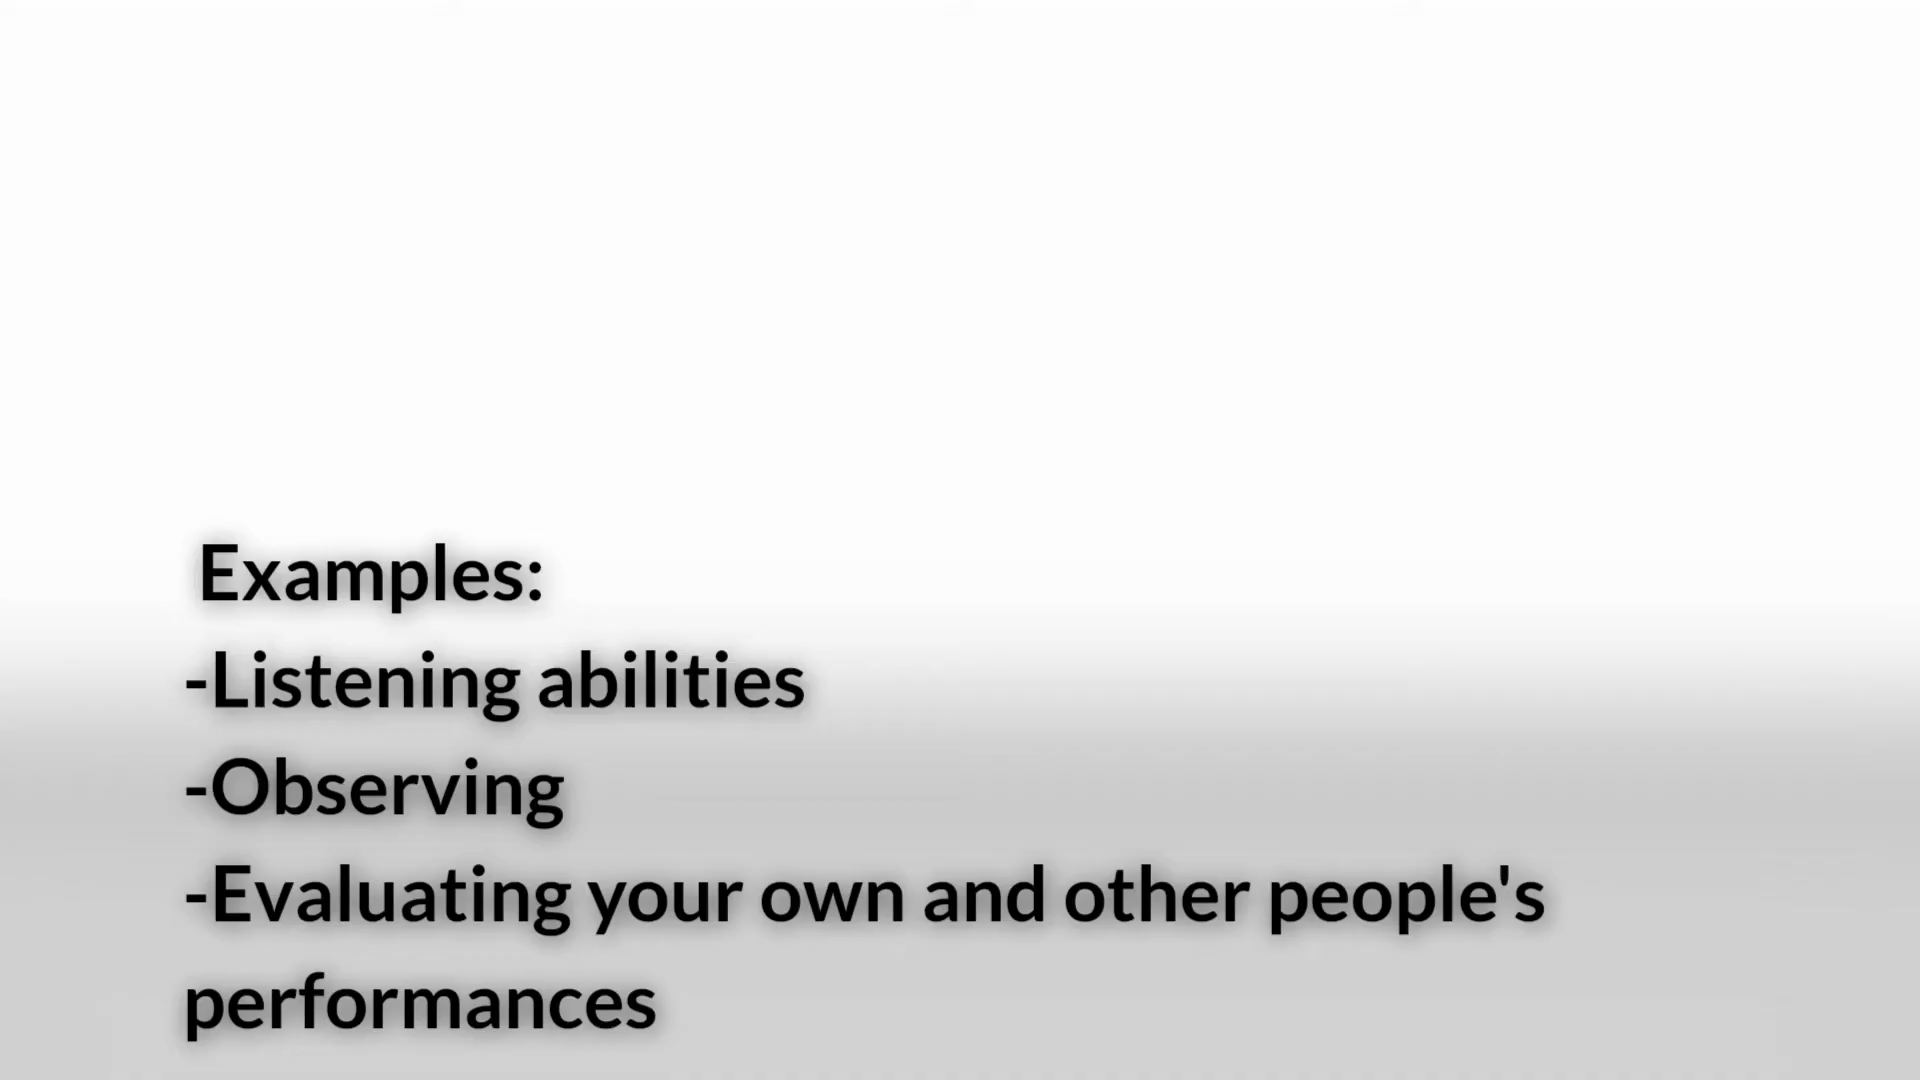 Examples:
-Listening abilities
-Observing
-Evaluating your own and other people's
performances